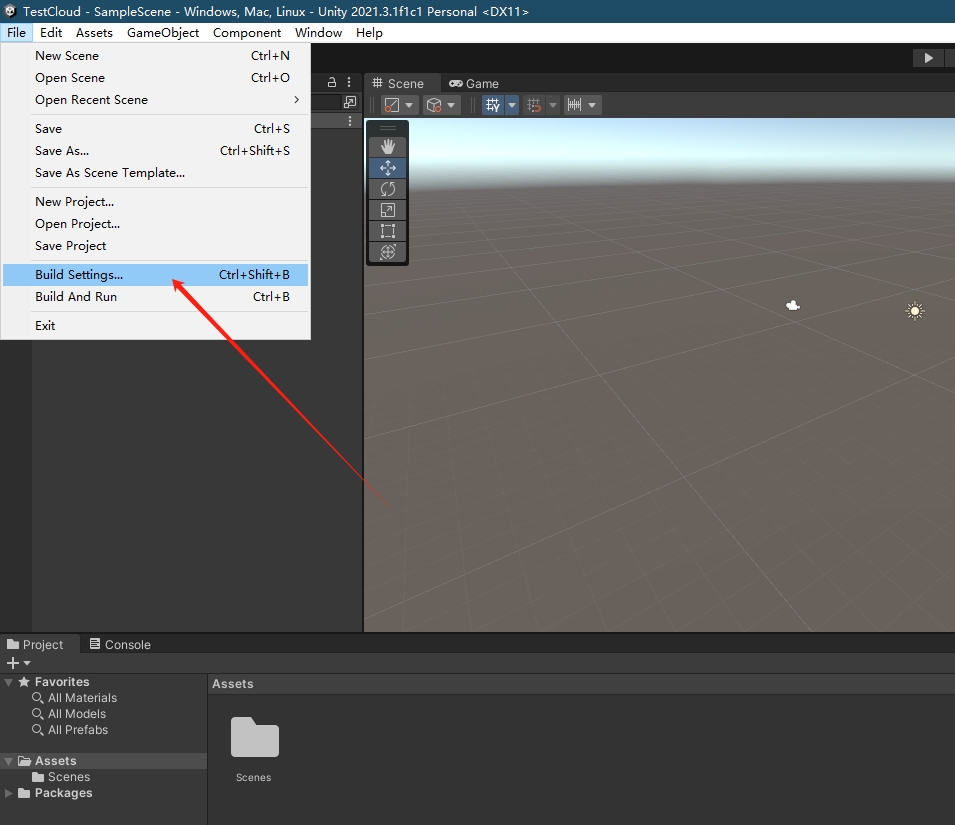 TestCloud - SampleScene - Windows, Mac, Linux - Unity 2021.3.1f1c1 Personal <DX11>
File Edit Assets GameObject Component Window Help
New Scene Ctrl+N
Open Scene Ctrl+O
Open Recent Scene
Save Ctrl+S
Save As... Ctrl+Shift+S
Save As Scene Template...
New Project...
Open Project...
Save Project
Build Settings... Ctrl+Shift+B
Build And Run Ctrl+B
Exit
Scene Game
Project Console
Favorites
All Materials
All Models
All Prefabs
Assets
Scenes
Packages
Assets
Scenes